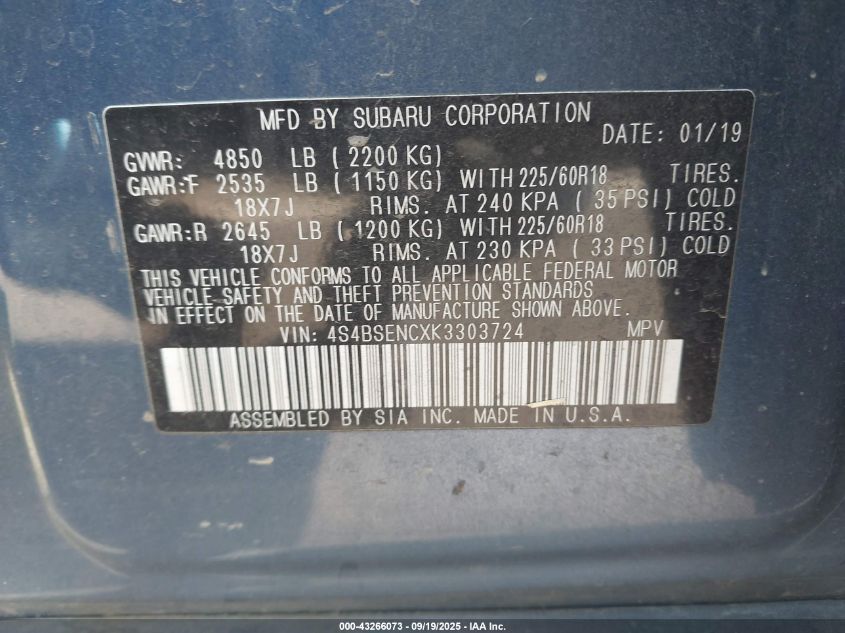 MFD BY SUBARU CORPORATION
DATE: 01/19
GVWR: 4850 LB ( 2200 KG)
GAWR:F 2535 LB ( 1150 KG) WITH 225/60R18 TIRES.
18X7J RIMS. AT 240 KPA ( 35 PSI) COLD
GAWR:R 2645 LB ( 1200 KG) WITH 225/60R18 TIRES.
18X7J RIMS. AT 230 KPA ( 33 PSI) COLD
THIS VEHICLE CONFORMS TO ALL APPLICABLE FEDERAL MOTOR
VEHICLE SAFETY AND THEFT PREVENTION STANDARDS
IN EFFECT ON THE DATE OF MANUFACTURE SHOWN ABOVE.
VIN: 4S4BSENCXK3303724 MPV
ASSEMBLED BY SIA INC. MADE IN U.S.A.
000-43266073 - 09/19/2025 - IAA Inc.